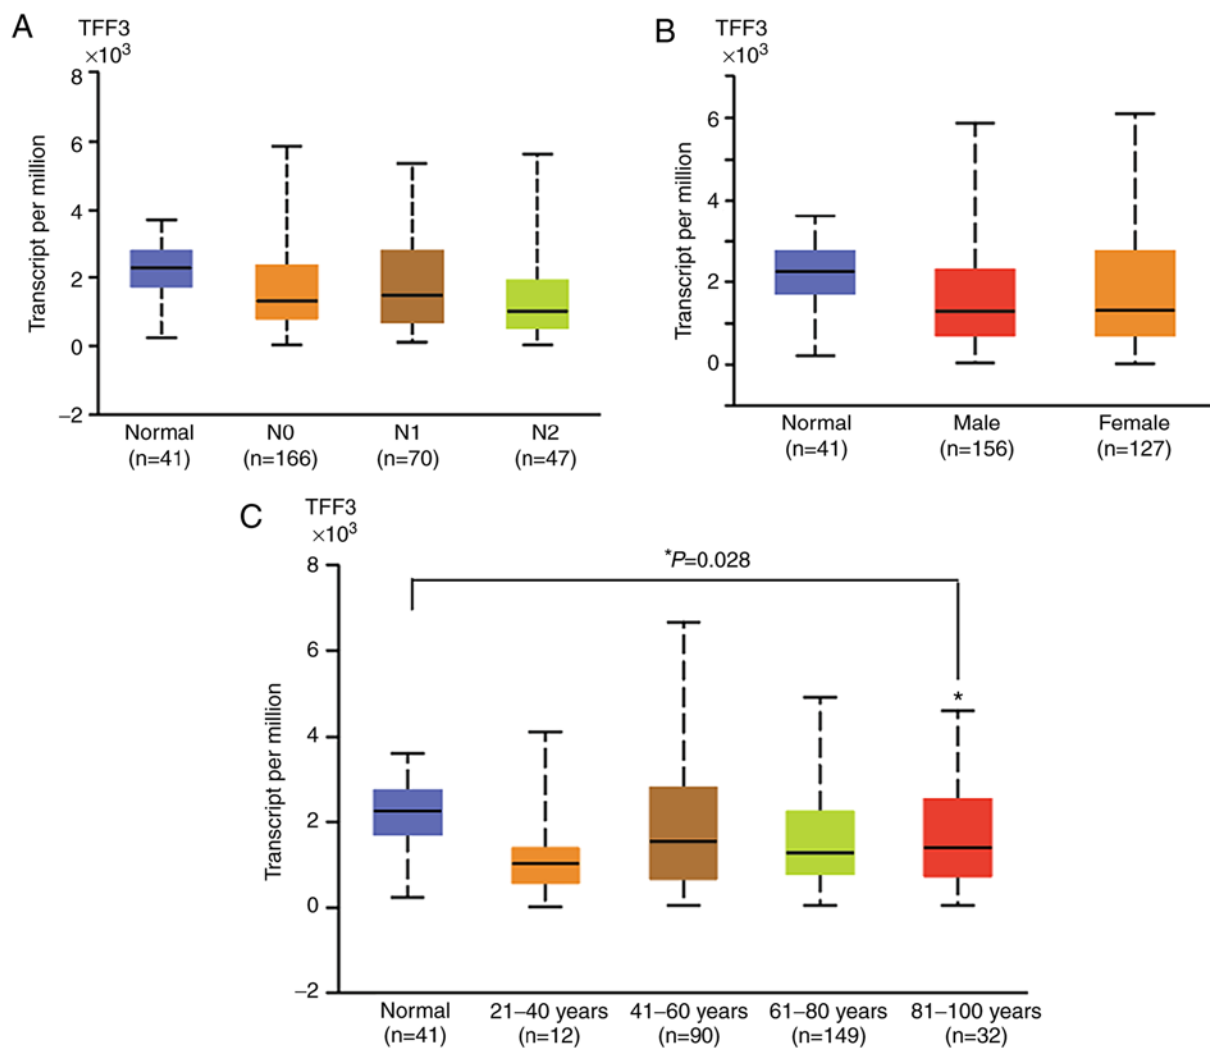 A
TFF3
×10³
8
6
4
2
0
−2
Transcript per million
Normal
(n=41)
N0
(n=166)
N1
(n=70)
N2
(n=47)
B
TFF3
×10³
6
4
2
0
Transcript per million
Normal
(n=41)
Male
(n=156)
Female
(n=127)
C
TFF3
×10³
8
6
4
2
0
−2
Transcript per million
*P=0.028
*
Normal
(n=41)
21–40 years
(n=12)
41–60 years
(n=90)
61–80 years
(n=149)
81–100 years
(n=32)